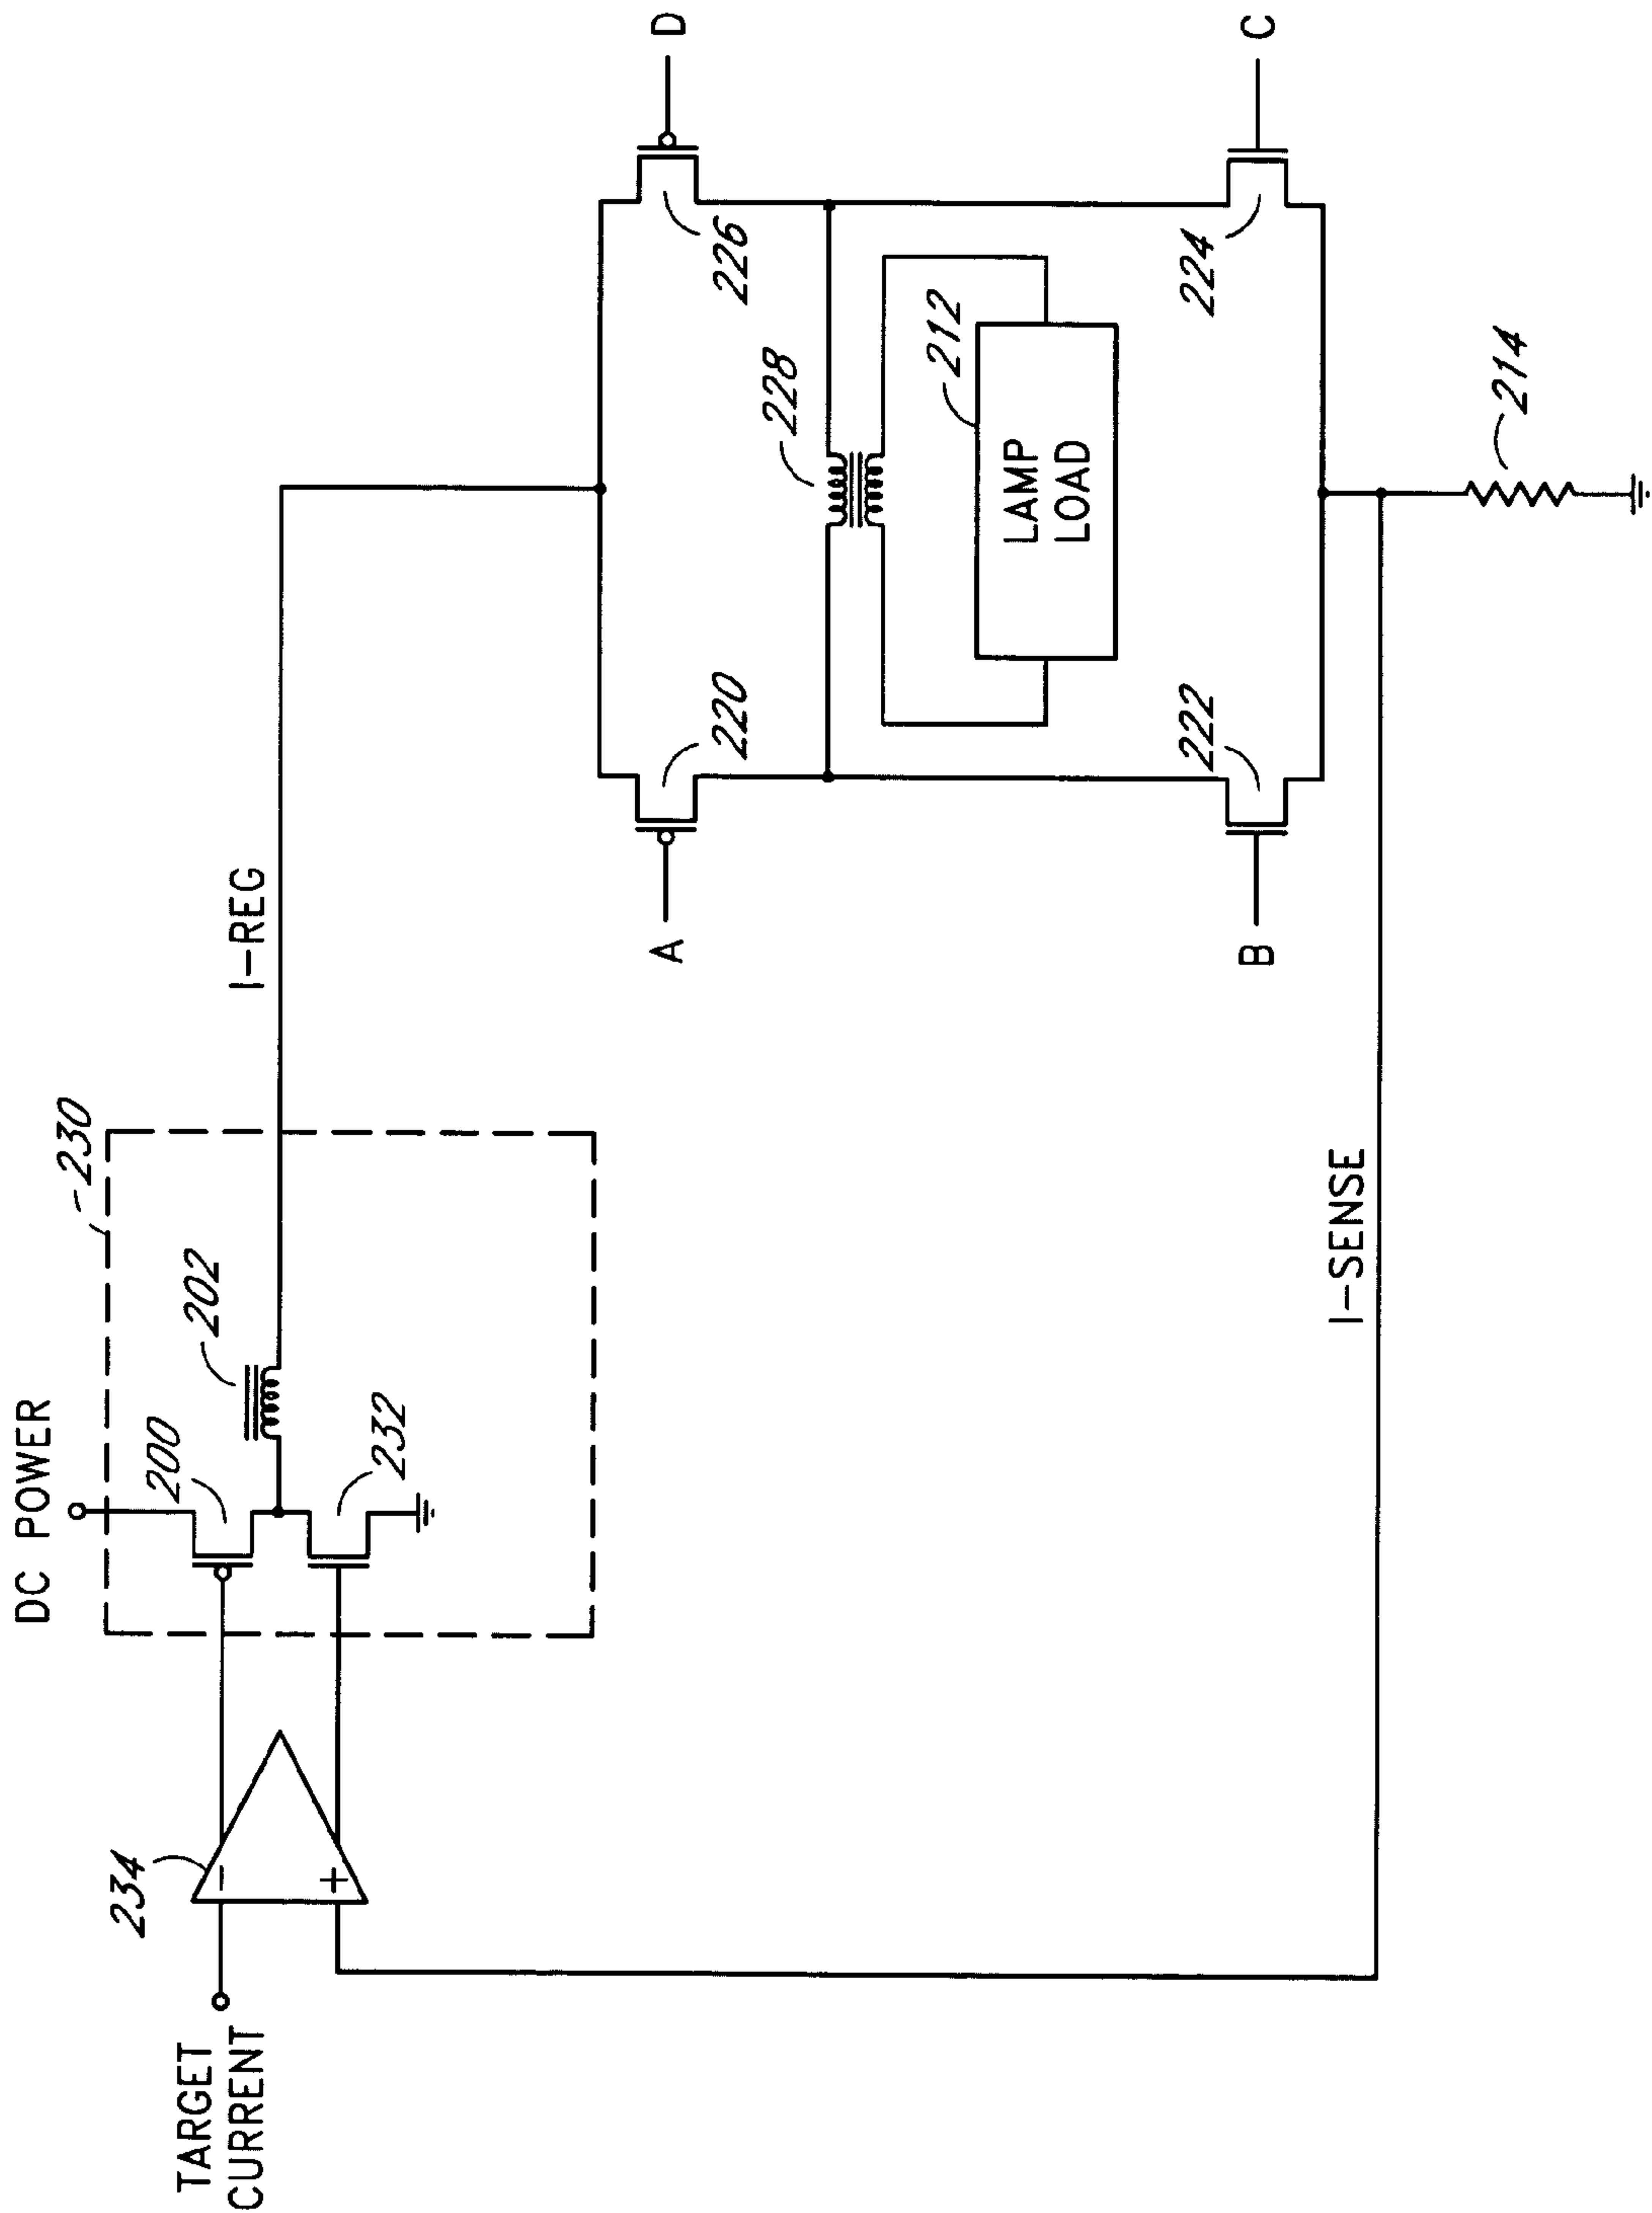 DC POWER
230
200
202
232
234
TARGET
CURRENT
−
+
I-REG
I-SENSE
A
220
D
226
228
212
LAMP
LOAD
B
222
C
224
214